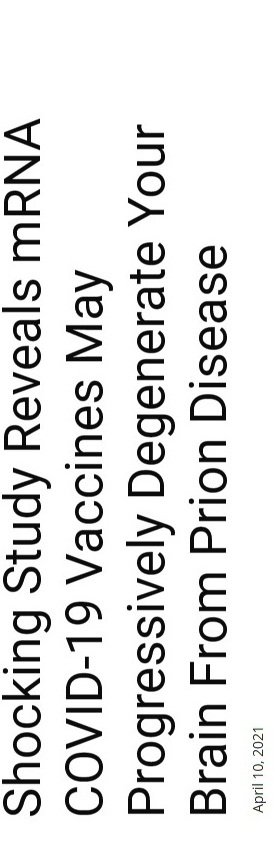 Shocking Study Reveals mRNA
COVID-19 Vaccines May
Progressively Degenerate Your
Brain From Prion Disease
April 10, 2021